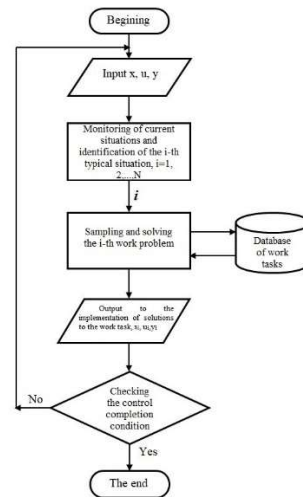 Begining
Input x, u, y
Monitoring of current
situations and
identification of the i-th
typical situation, i=1,
2.....N
i
Sampling and solving
the i-th work problem
Database
of work
tasks
Output to the
implementation of solutions
to the work task, xᵢ, uᵢ,yᵢ
Checking
the control
completion
condition
No
Yes
The end